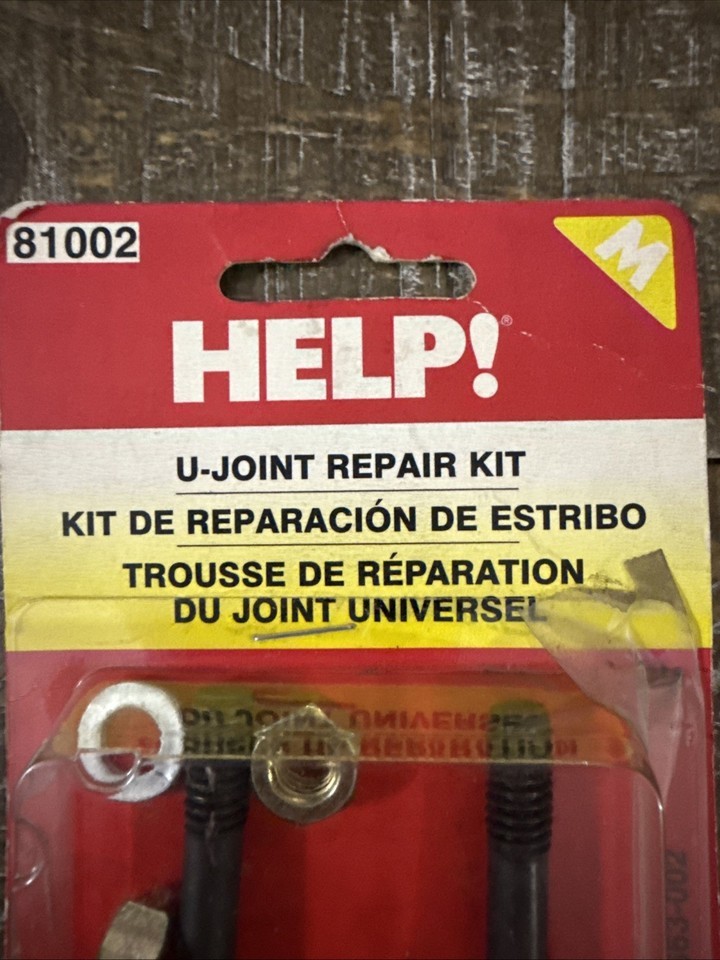 81002
M
HELP!®
U-JOINT REPAIR KIT
KIT DE REPARACIÓN DE ESTRIBO
TROUSSE DE RÉPARATION
DU JOINT UNIVERSEL